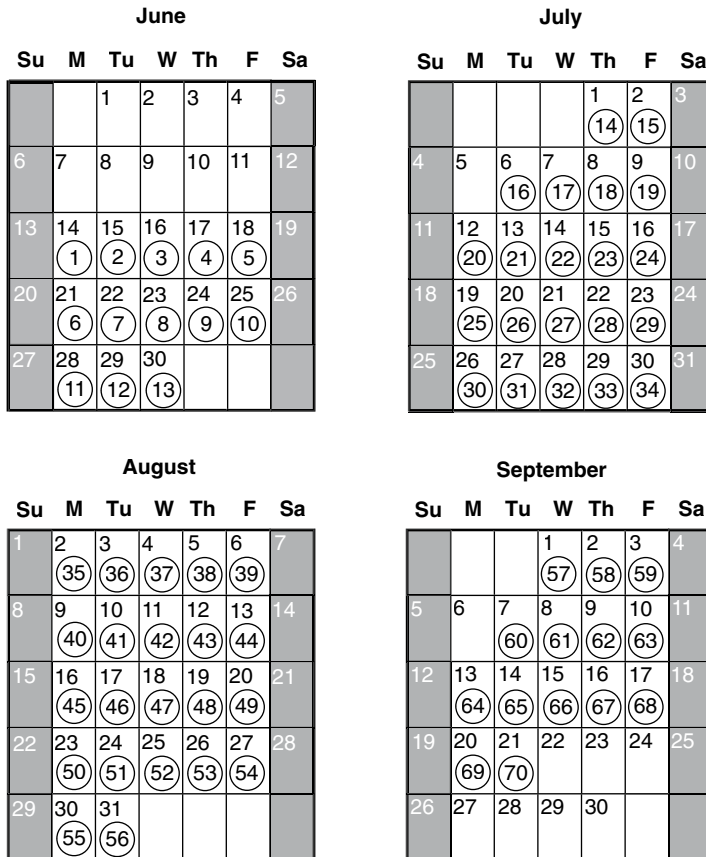 June
Su M Tu W Th F Sa
1 2 3 4 5
6 7 8 9 10 11 12
13 14 15 16 17 18 19
1 2 3 4 5
20 21 22 23 24 25 26
6 7 8 9 10
27 28 29 30
11 12 13
July
Su M Tu W Th F Sa
1 2 3
14 15
4 5 6 7 8 9 10
16 17 18 19
11 12 13 14 15 16 17
20 21 22 23 24
18 19 20 21 22 23 24
25 26 27 28 29
25 26 27 28 29 30 31
30 31 32 33 34
August
Su M Tu W Th F Sa
1 2 3 4 5 6 7
35 36 37 38 39
8 9 10 11 12 13 14
40 41 42 43 44
15 16 17 18 19 20 21
45 46 47 48 49
22 23 24 25 26 27 28
50 51 52 53 54
29 30 31
55 56
September
Su M Tu W Th F Sa
1 2 3 4
57 58 59
5 6 7 8 9 10 11
60 61 62 63
12 13 14 15 16 17 18
64 65 66 67 68
19 20 21 22 23 24 25
69 70
26 27 28 29 30